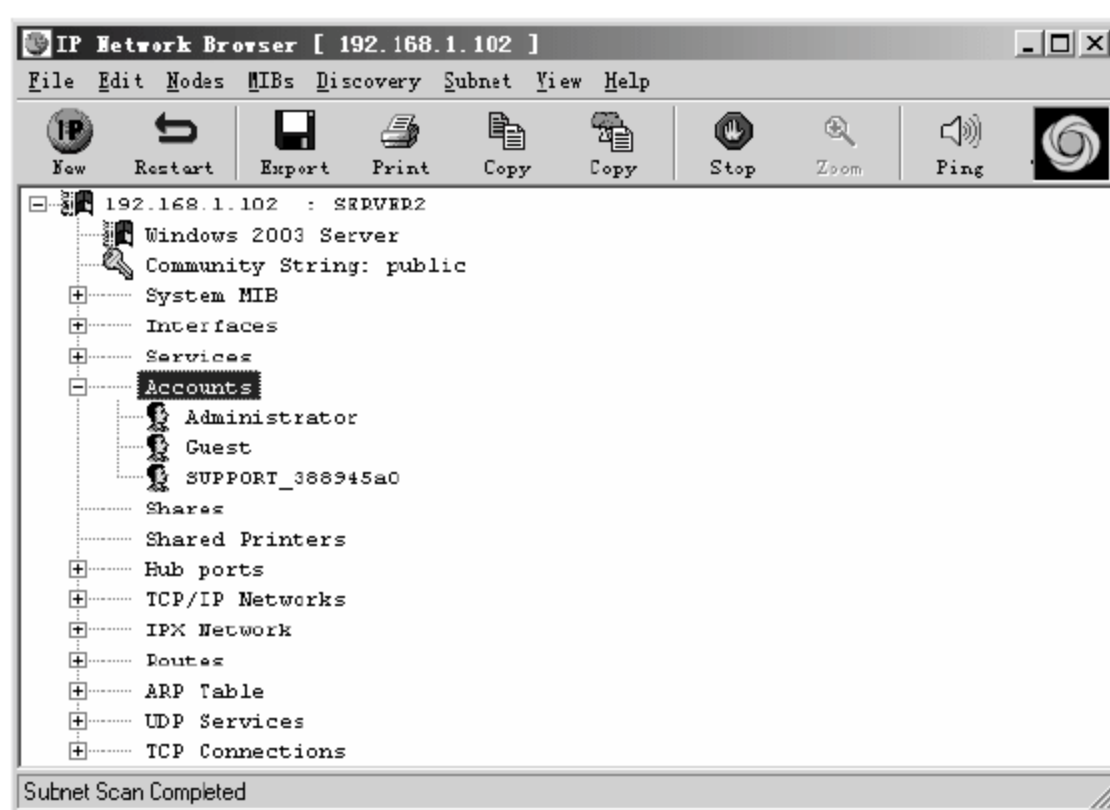 IP Network Browser [ 192.168.1.102 ]
File Edit Nodes MIBs Discovery Subnet View Help
New Restart Export Print Copy Copy Stop Zoom Ping
192.168.1.102 : SERVER2
Windows 2003 Server
Community String: public
System MIB
Interfaces
Services
Accounts
Administrator
Guest
SUPPORT_388945a0
Shares
Shared Printers
Hub ports
TCP/IP Networks
IPX Network
Routes
ARP Table
UDP Services
TCP Connections
Subnet Scan Completed